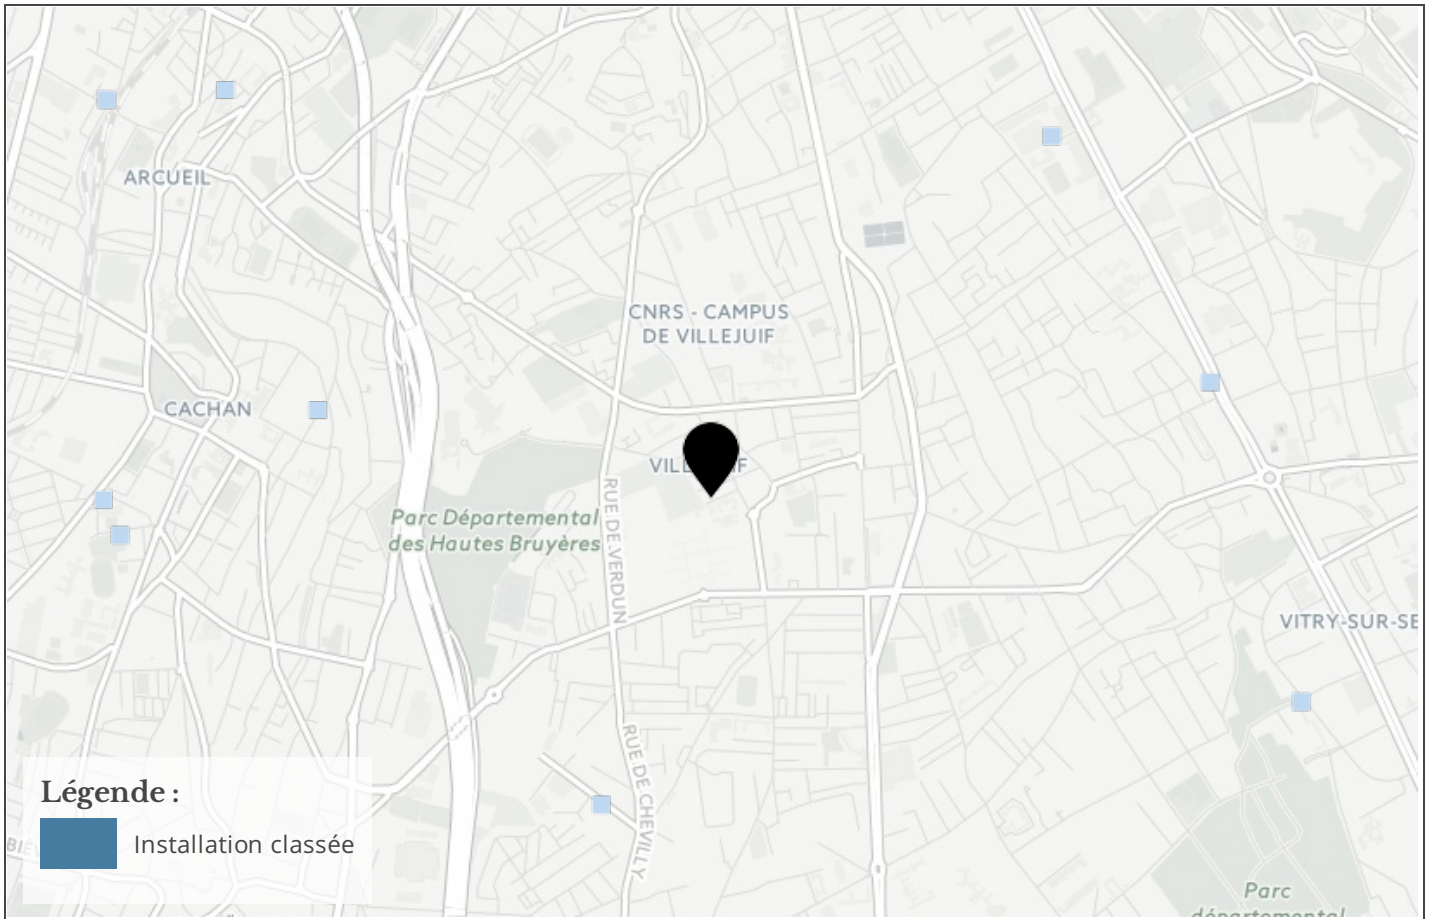 ARCUEIL
CNRS - CAMPUS
DE VILLEJUIF
CACHAN
Parc Départemental
des Hautes Bruyères
RUE DE VERDUN
VITRY-SUR-SE
RUE DE CHEVILLY
Légende :
Installation classée
Parc
départemental